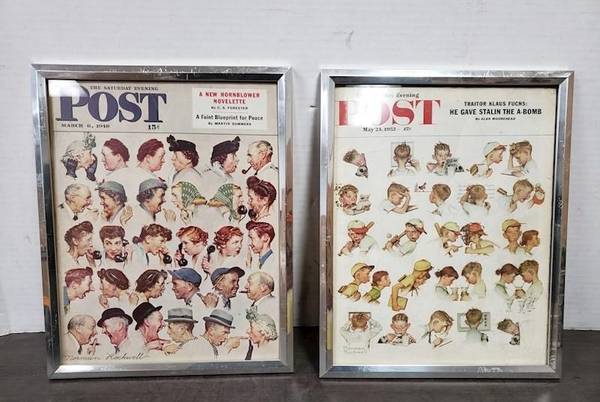 THE SATURDAY EVENING
POST
MARCH 6, 1948 15¢
A NEW HORNBLOWER
NOVELETTE
By C. S. FORESTER
A Faint Blueprint for Peace
By MARTIN SOMMERS
Norman Rockwell
Evening
POST
May 24, 1952 15¢
TRAITOR KLAUS FUCHS:
HE GAVE STALIN THE A-BOMB
By ALAN MOOREHEAD
Norman
Rockwell